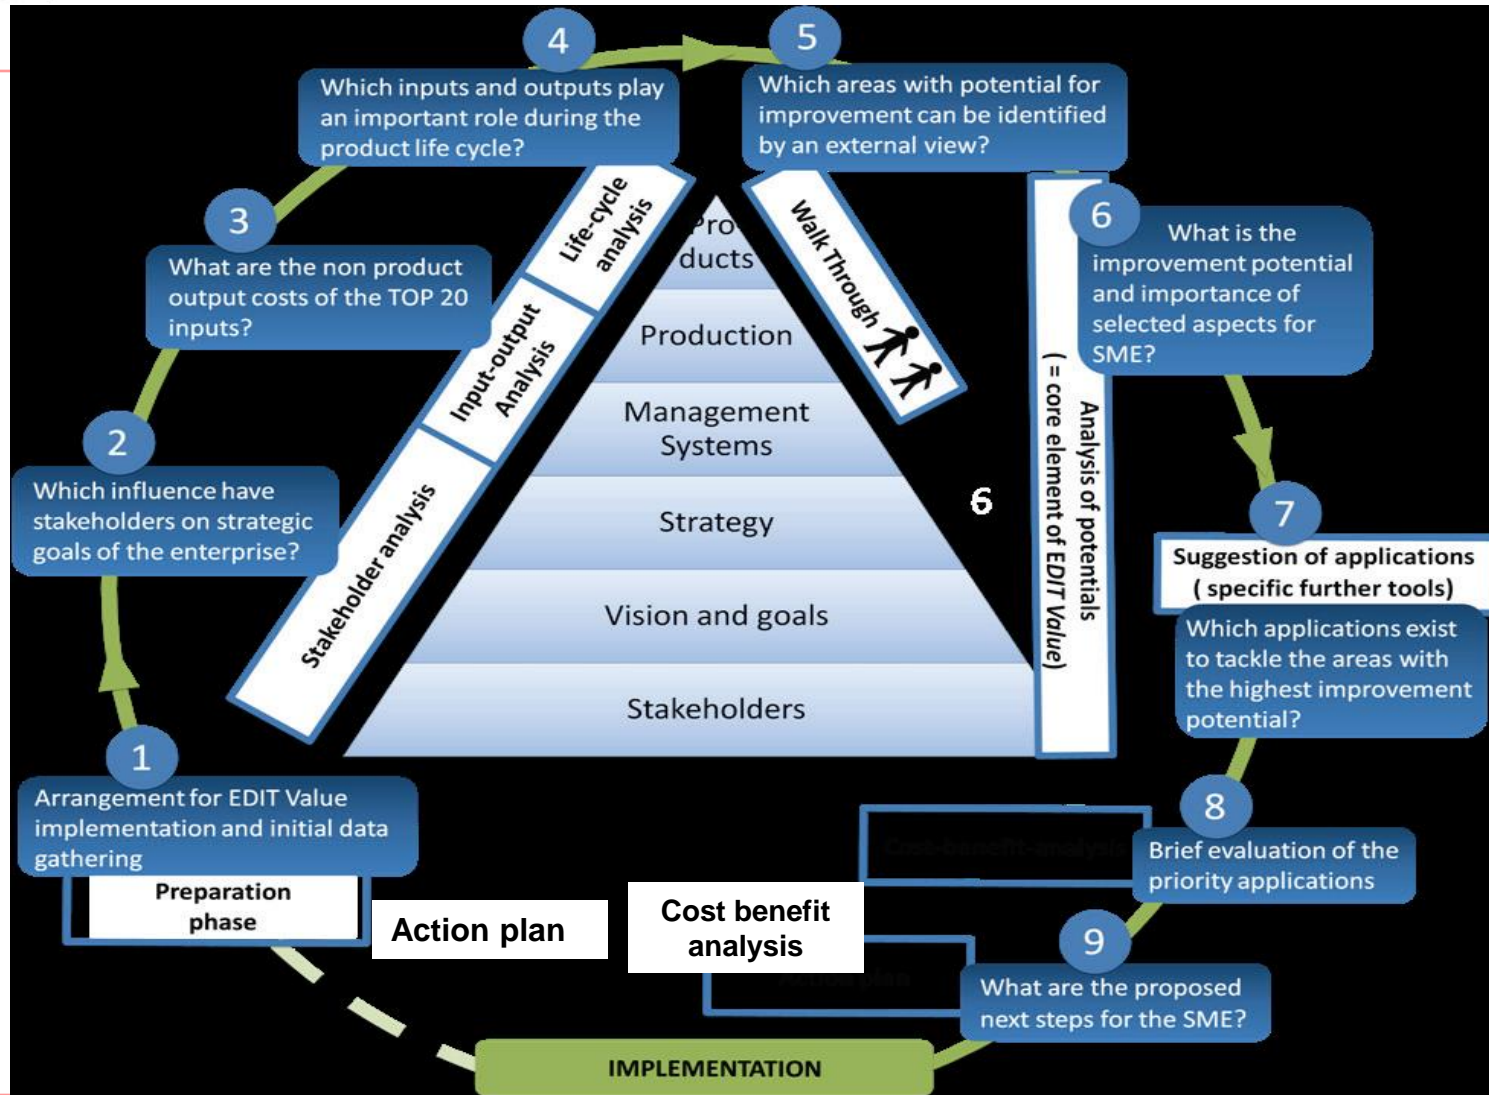 4
Which inputs and outputs play
an important role during the
product life cycle?
5
Which areas with potential for
improvement can be identified
by an external view?
3
What are the non product
output costs of the TOP 20
inputs?
6
What is the
improvement potential
and importance of
selected aspects for
SME?
2
Which influence have
stakeholders on strategic
goals of the enterprise?
7
Suggestion of applications
( specific further tools)
Which applications exist
to tackle the areas with
the highest improvement
potential?
1
Arrangement for EDIT Value
implementation and initial data
gathering
Preparation
phase
8
Brief evaluation of the
priority applications
Cost-benefit-analysis
9
What are the proposed
next steps for the SME?
Action plan
Action plan
Cost benefit
analysis
IMPLEMENTATION
Life-cycle
analysis
Input-output
Analysis
Stakeholder analysis
Walk Through
Analysis of potentials
( = core element of EDIT Value)
6
Pro-
ducts
Production
Management
Systems
Strategy
Vision and goals
Stakeholders